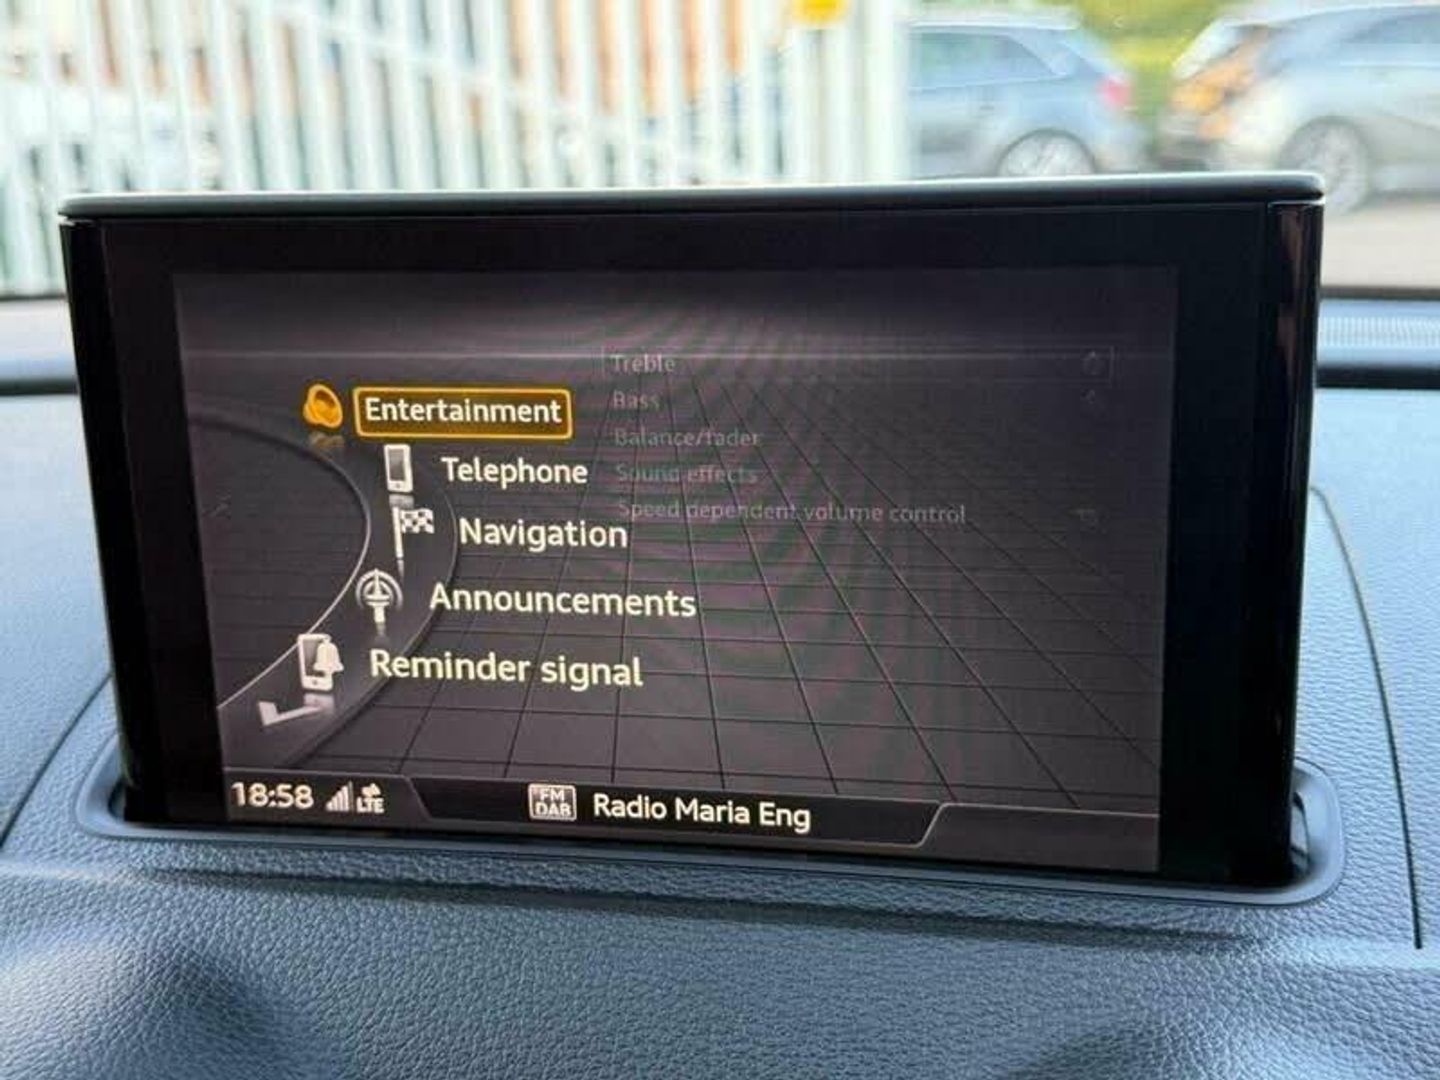 Treble
Entertainment
Bass
Balance/fader
Telephone
Sound effects
Speed dependent volume control
Navigation
Announcements
Reminder signal
18:58 LTE
FM DAB Radio Maria Eng